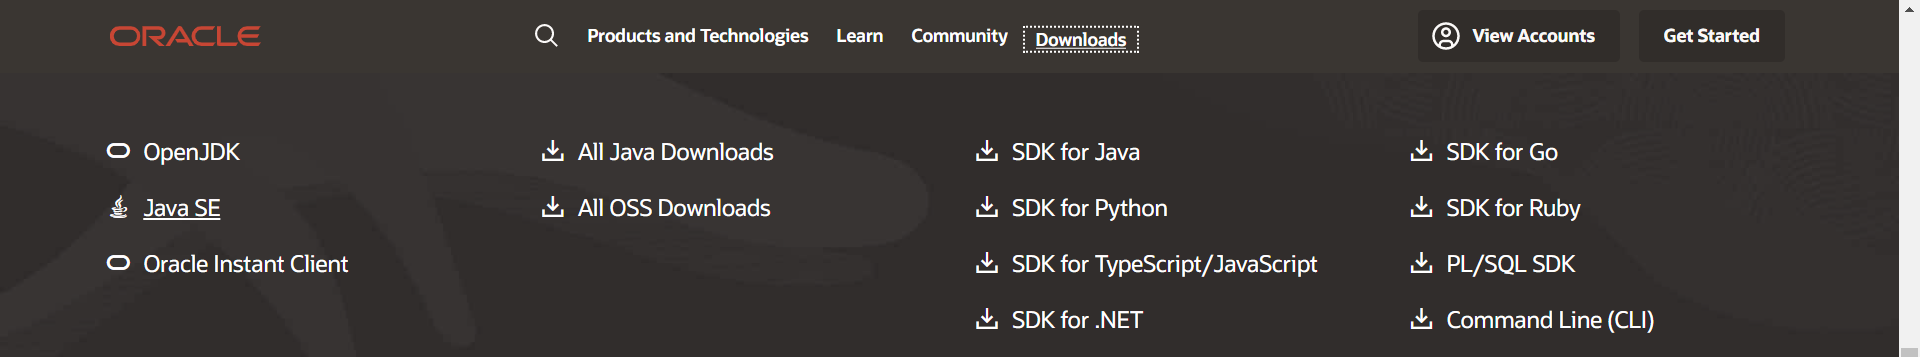 ORACLE
Products and Technologies
Learn
Community
Downloads
View Accounts
Get Started
OpenJDK
Java SE
Oracle Instant Client
All Java Downloads
All OSS Downloads
SDK for Java
SDK for Python
SDK for TypeScript/JavaScript
SDK for .NET
SDK for Go
SDK for Ruby
PL/SQL SDK
Command Line (CLI)